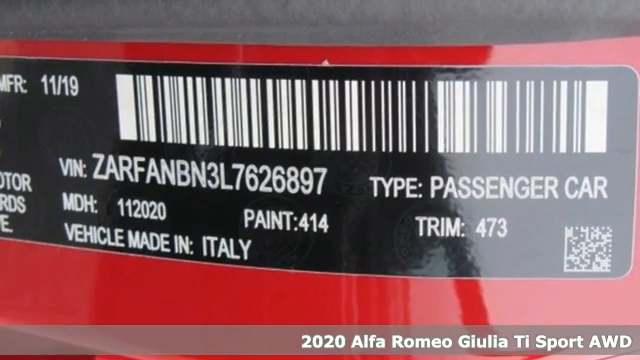 MFR: 11/19
VIN: ZARFANBN3L7626897
TYPE: PASSENGER CAR
MDH: 112020
PAINT:414
TRIM: 473
VEHICLE MADE IN: ITALY
2020 Alfa Romeo Giulia Ti Sport AWD